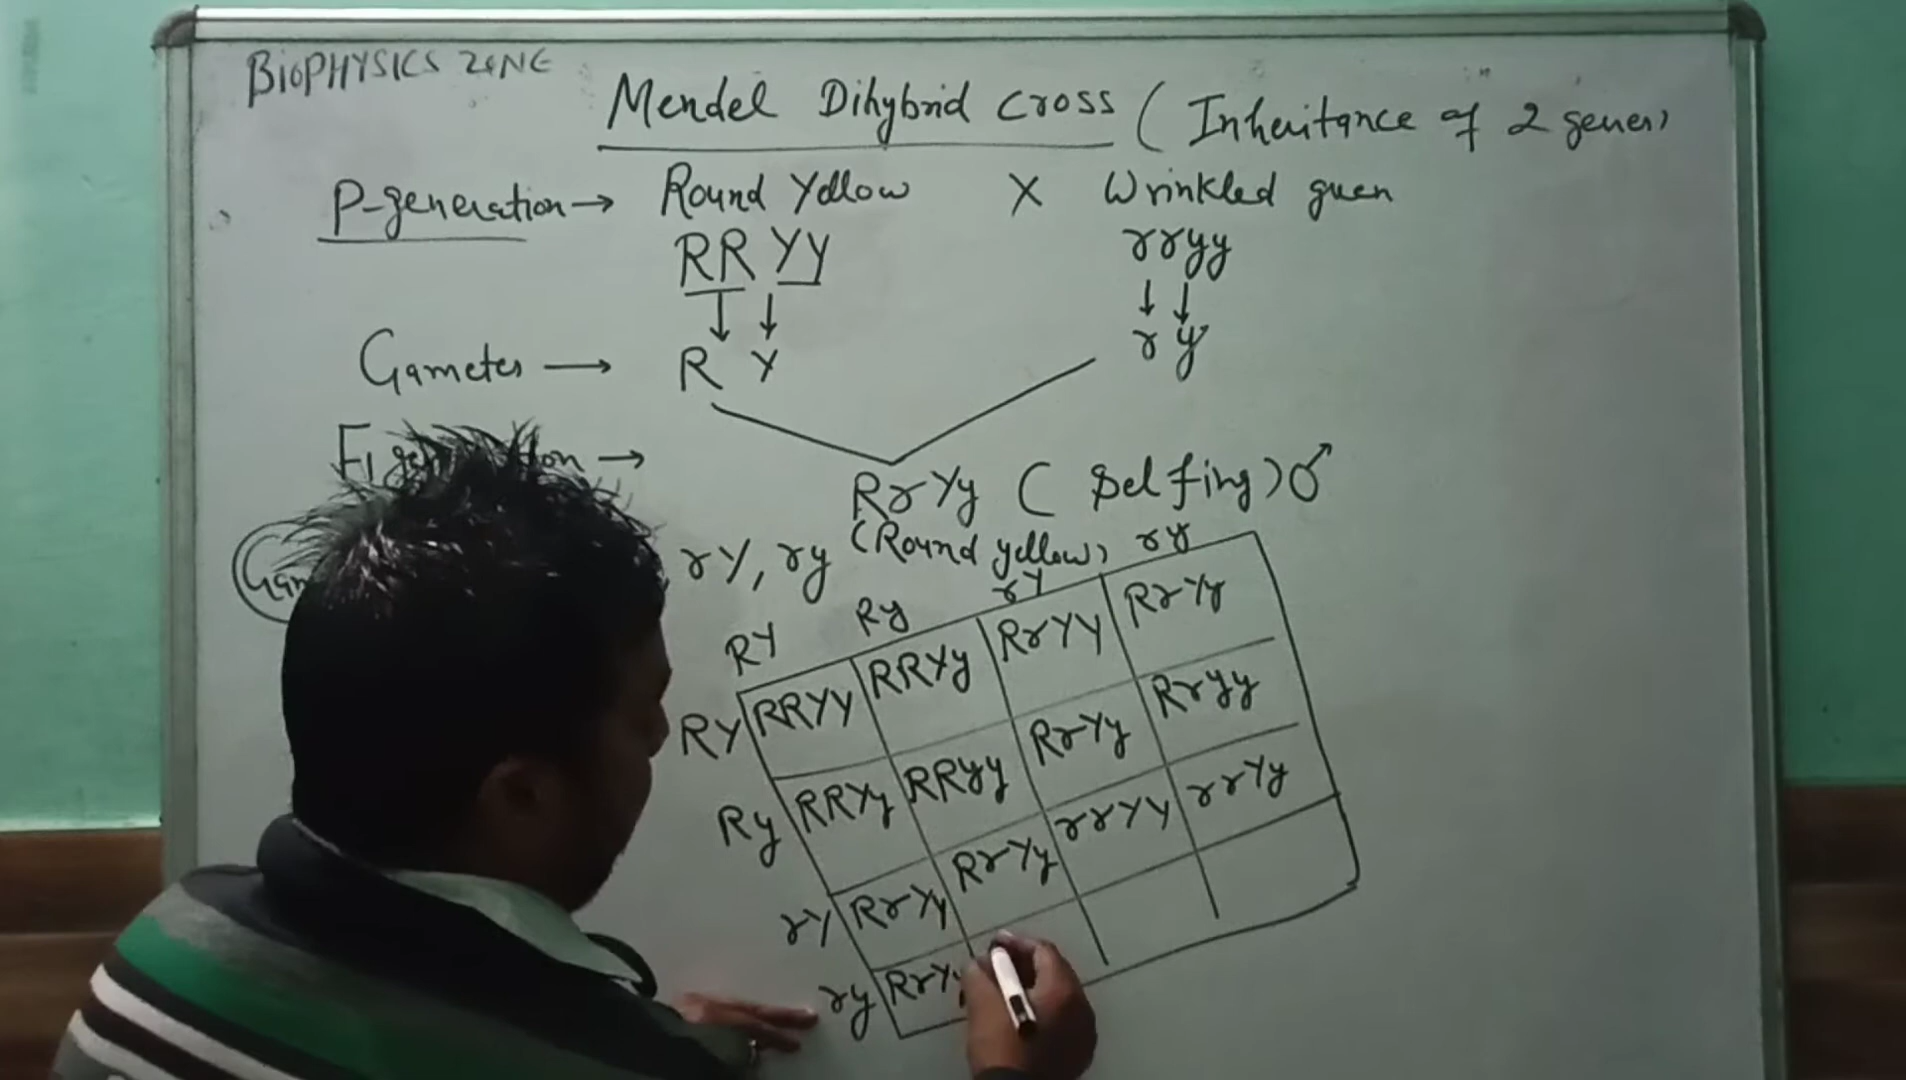 BIOPHYSICS ZONE
Mendel Dihybrid Cross ( Inheritance of 2 genes)
P-generation → Round Yellow X Wrinkled green
RR YY rryy
Gametes → R Y r y
F1 → RrYy ( Selfing ) ♂
rY, ry (Round yellow)
RY Ry rY ry
RY RRYY RRYy RrYY RrYy
Ry RRYy RRyy RrYy Rryy
rY RrYY RrYy rrYY rrYy
ry RrYy